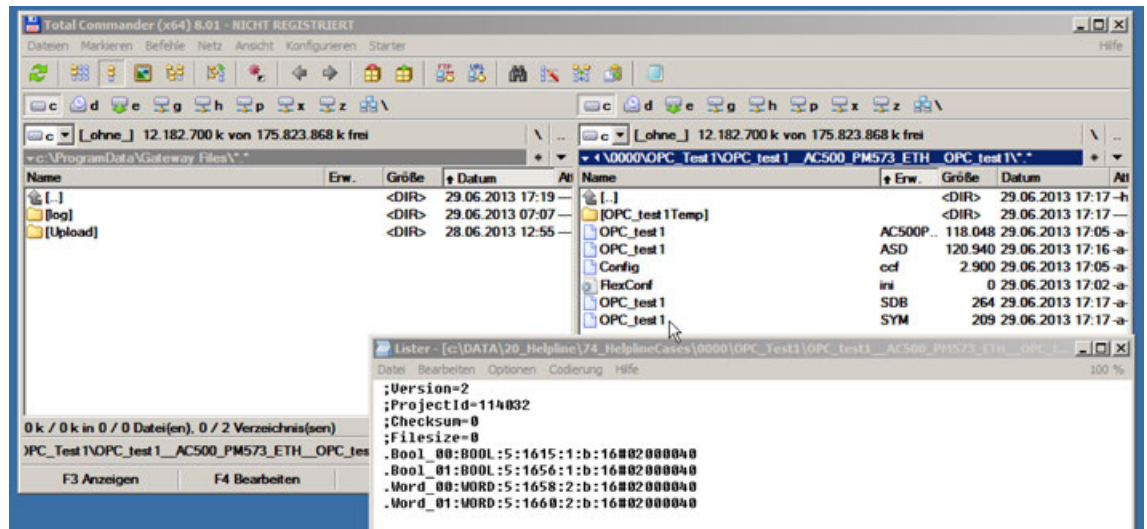 Total Commander (x64) 8.01 - NICHT REGISTRIERT
Dateien Markieren Befehle Netz Ansicht Konfigurieren Starter Hilfe
c d e g h p x z \
c d e g h p x z \
c [_ohne_] 12.182.700 k von 175.823.868 k frei \ ..
c [_ohne_] 12.182.700 k von 175.823.868 k frei \ ..
c:\ProgramData\Gateway Files\*.*
\0000\OPC_Test1\OPC_test1__AC500_PM573_ETH__OPC_test1\*.*
Name Erw. Größe Datum Att
[..] <DIR> 29.06.2013 17:19 —
[log] <DIR> 29.06.2013 07:07 —
[Upload] <DIR> 28.06.2013 12:55 —
Name Erw. Größe Datum Att
[..] <DIR> 29.06.2013 17:17 -h
[OPC_test1Temp] <DIR> 29.06.2013 17:17 —
OPC_test1 AC500P.. 118.048 29.06.2013 17:05 -a-
OPC_test1 ASD 120.940 29.06.2013 17:16 -a-
Config ccf 2.900 29.06.2013 17:05 -a-
FlexConf ini 0 29.06.2013 17:02 -a-
OPC_test1 SDB 264 29.06.2013 17:17 -a-
OPC_test1 SYM 209 29.06.2013 17:17 -a-
0 k / 0 k in 0 / 0 Datei(en), 0 / 2 Verzeichnis(sen)
OPC_Test1\OPC_test1__AC500_PM573_ETH__OPC_tes
F3 Anzeigen F4 Bearbeiten
Lister - [c:\DATA\20_Helpline\74_HelplineCases\0000\OPC_Test1\OPC_test1__AC500_PM573_ETH__OPC_t...
Datei Bearbeiten Optionen Codierung Hilfe 100 %
;Version=2
;ProjectId=114032
;Checksum=0
;Filesize=0
.Bool_00:BOOL:5:1615:1:b:16#02000040
.Bool_01:BOOL:5:1656:1:b:16#02000040
.Word_00:WORD:5:1658:2:b:16#02000040
.Word_01:WORD:5:1660:2:b:16#02000040